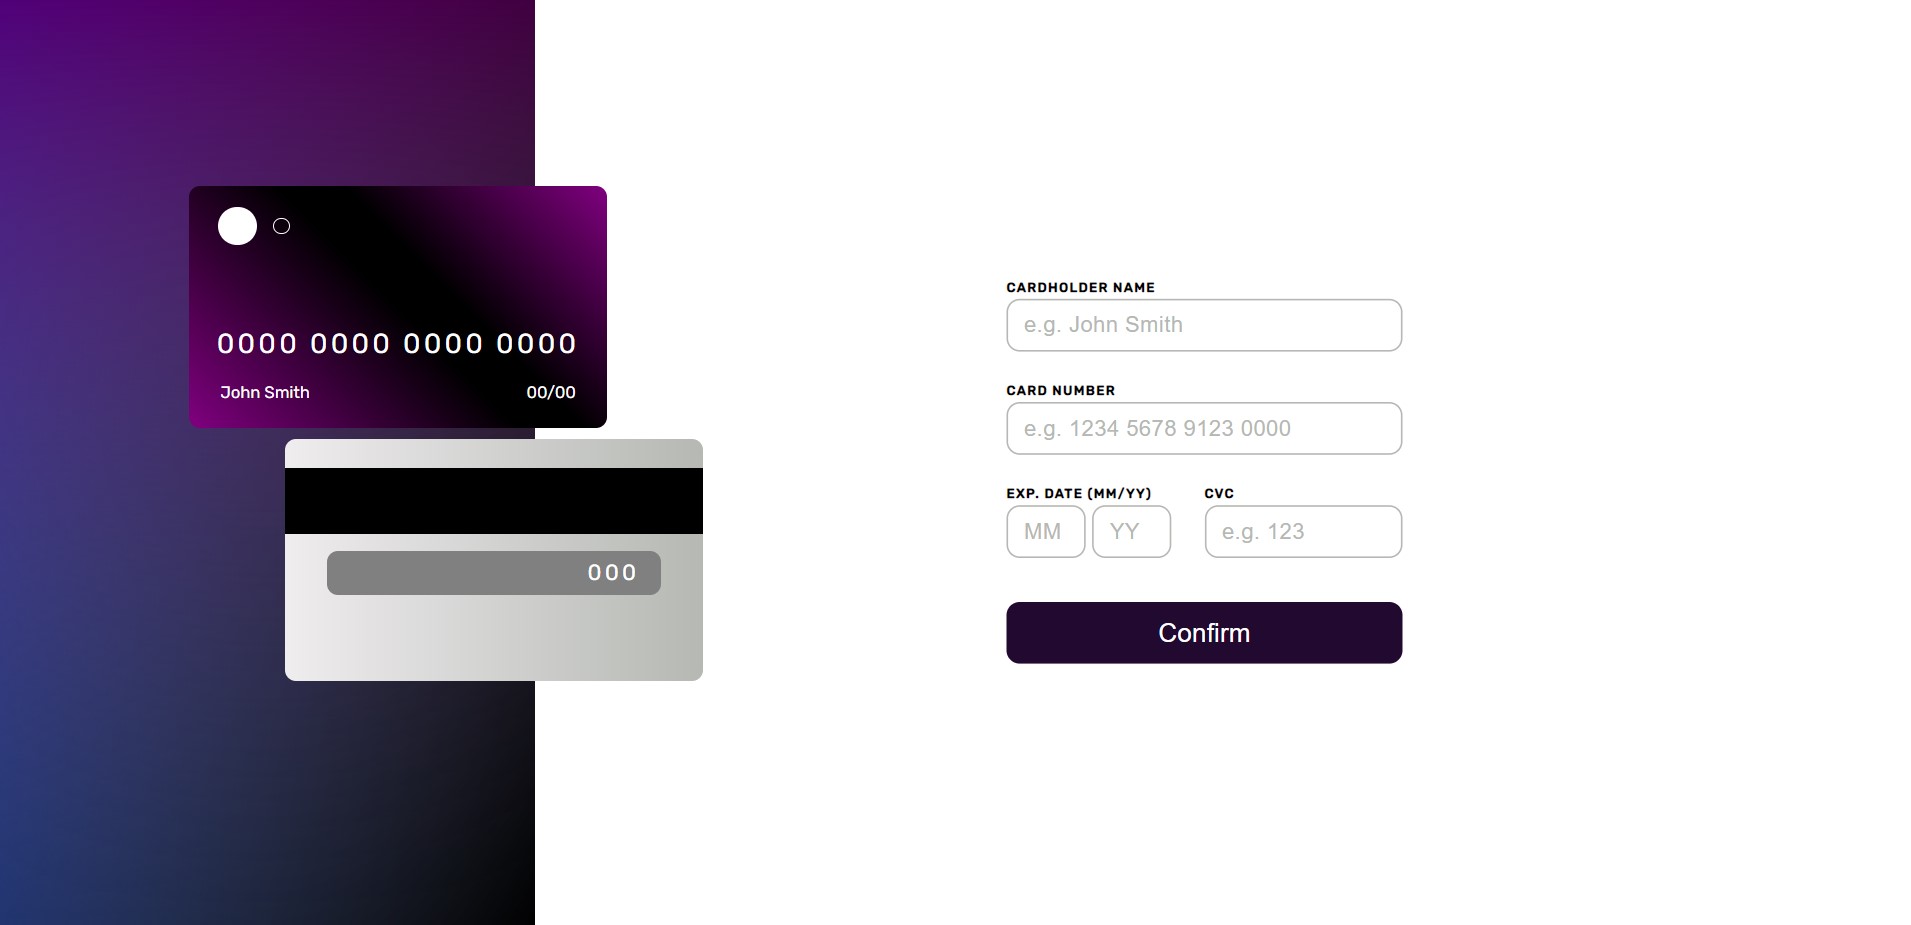 0000 0000 0000 0000
John Smith 00/00
000
CARDHOLDER NAME
e.g. John Smith
CARD NUMBER
e.g. 1234 5678 9123 0000
EXP. DATE (MM/YY) CVC
MM YY e.g. 123
Confirm